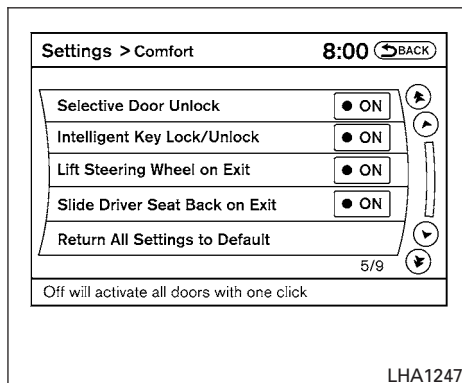 Settings > Comfort 8:00 BACK
Selective Door Unlock ON
Intelligent Key Lock/Unlock ON
Lift Steering Wheel on Exit ON
Slide Driver Seat Back on Exit ON
Return All Settings to Default
5/9
Off will activate all doors with one click
LHA1247